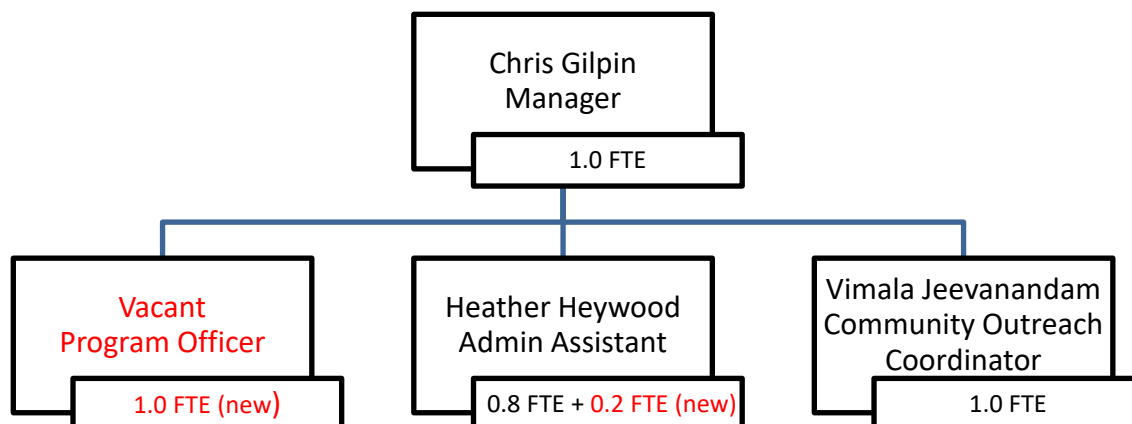 Chris Gilpin
Manager
1.0 FTE
Vacant
Program Officer
1.0 FTE (new)
Heather Heywood
Admin Assistant
0.8 FTE + 0.2 FTE (new)
Vimala Jeevanandam
Community Outreach
Coordinator
1.0 FTE